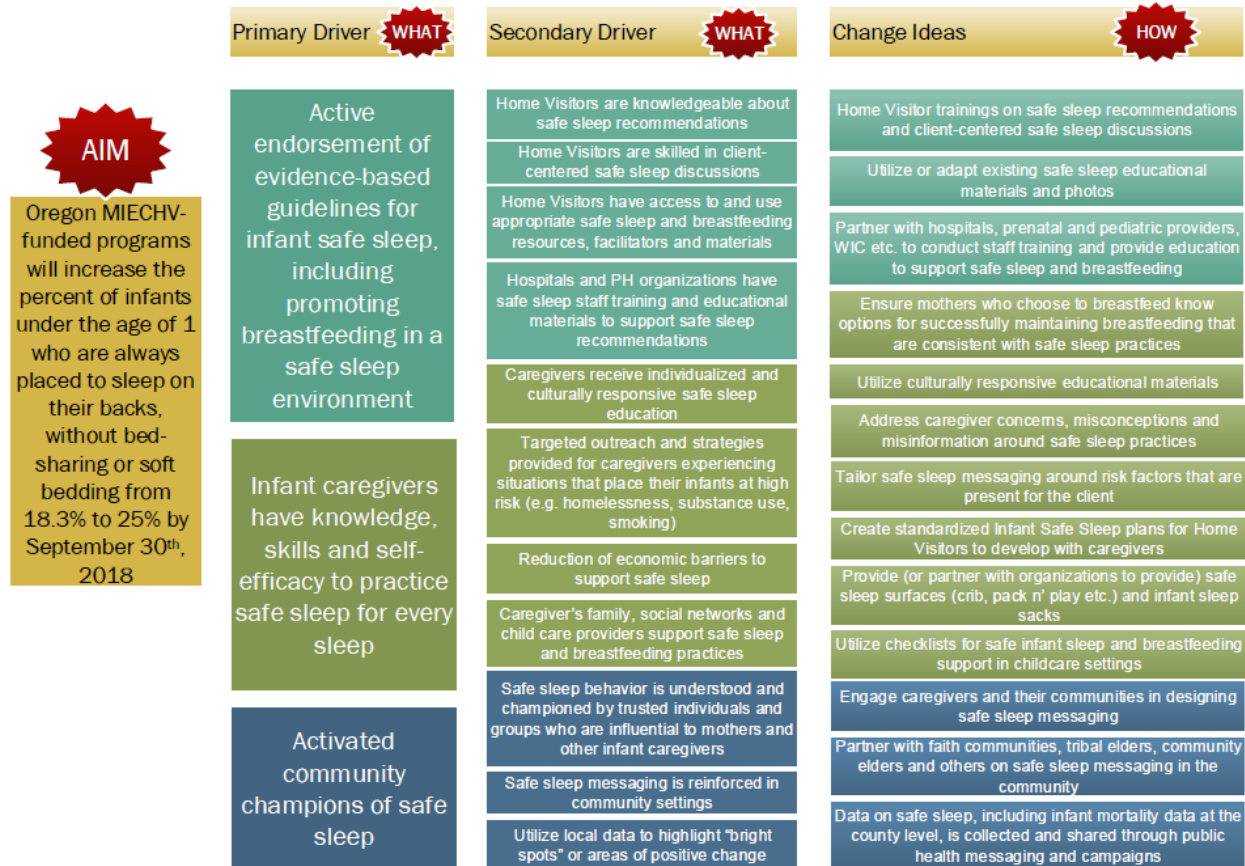 Primary Driver
WHAT
Secondary Driver
WHAT
Change Ideas
HOW
AIM
Oregon MIECHV-
funded programs
will increase the
percent of infants
under the age of 1
who are always
placed to sleep on
their backs,
without bed-
sharing or soft
bedding from
18.3% to 25% by
September 30th,
2018
Active
endorsement of
evidence-based
guidelines for
infant safe sleep,
including
promoting
breastfeeding in a
safe sleep
environment
Infant caregivers
have knowledge,
skills and self-
efficacy to practice
safe sleep for every
sleep
Activated
community
champions of safe
sleep
Home Visitors are knowledgeable about
safe sleep recommendations
Home Visitors are skilled in client-
centered safe sleep discussions
Home Visitors have access to and use
appropriate safe sleep and breastfeeding
resources, facilitators and materials
Hospitals and PH organizations have
safe sleep staff training and educational
materials to support safe sleep
recommendations
Caregivers receive individualized and
culturally responsive safe sleep
education
Targeted outreach and strategies
provided for caregivers experiencing
situations that place their infants at high
risk (e.g. homelessness, substance use,
smoking)
Reduction of economic barriers to
support safe sleep
Caregiver's family, social networks and
child care providers support safe sleep
and breastfeeding practices
Safe sleep behavior is understood and
championed by trusted individuals and
groups who are influential to mothers and
other infant caregivers
Safe sleep messaging is reinforced in
community settings
Utilize local data to highlight "bright
spots" or areas of positive change
Home Visitor trainings on safe sleep recommendations
and client-centered safe sleep discussions
Utilize or adapt existing safe sleep educational
materials and photos
Partner with hospitals, prenatal and pediatric providers,
WIC etc. to conduct staff training and provide education
to support safe sleep and breastfeeding
Ensure mothers who choose to breastfeed know
options for successfully maintaining breastfeeding that
are consistent with safe sleep practices
Utilize culturally responsive educational materials
Address caregiver concerns, misconceptions and
misinformation around safe sleep practices
Tailor safe sleep messaging around risk factors that are
present for the client
Create standardized Infant Safe Sleep plans for Home
Visitors to develop with caregivers
Provide (or partner with organizations to provide) safe
sleep surfaces (crib, pack n' play etc.) and infant sleep
sacks
Utilize checklists for safe infant sleep and breastfeeding
support in childcare settings
Engage caregivers and their communities in designing
safe sleep messaging
Partner with faith communities, tribal elders, community
elders and others on safe sleep messaging in the
community
Data on safe sleep, including infant mortality data at the
county level, is collected and shared through public
health messaging and campaigns